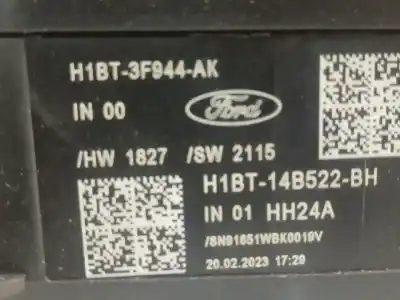 H1BT-3F944-AK
IN 00
Ford
/HW 1827 /SW 2115
H1BT-14B522-BH
IN 01 HH24A
/SN91651WBK0019V
20.02.2023 17:29